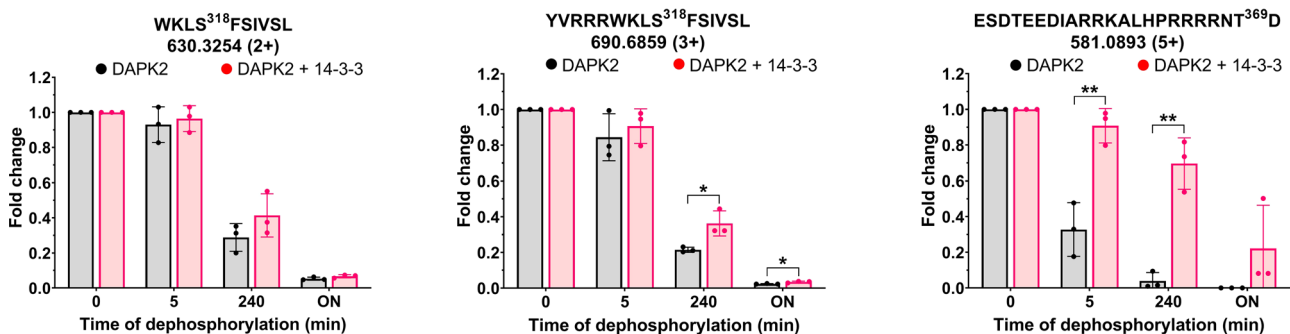 WKLS³¹⁸FSIVSL
630.3254 (2+)
DAPK2 DAPK2 + 14-3-3
1.2
1.0
0.8
0.6
0.4
0.2
0.0
Fold change
0 5 240 ON
Time of dephosphorylation (min)
YVRRRWKLS³¹⁸FSIVSL
690.6859 (3+)
DAPK2 DAPK2 + 14-3-3
1.2
1.0
0.8
0.6
0.4
0.2
0.0
Fold change
*
*
0 5 240 ON
Time of dephosphorylation (min)
ESDTEEDIARRKALHPRRRRNT³⁶⁹D
581.0893 (5+)
DAPK2 DAPK2 + 14-3-3
1.2
1.0
0.8
0.6
0.4
0.2
0.0
Fold change
**
**
0 5 240 ON
Time of dephosphorylation (min)